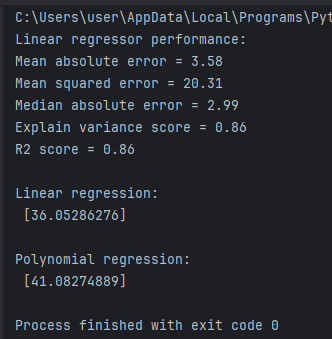 C:\Users\user\AppData\Local\Programs\Pyt
Linear regressor performance:
Mean absolute error = 3.58
Mean squared error = 20.31
Median absolute error = 2.99
Explain variance score = 0.86
R2 score = 0.86
Linear regression:
[36.05286276]
Polynomial regression:
[41.08274889]
Process finished with exit code 0